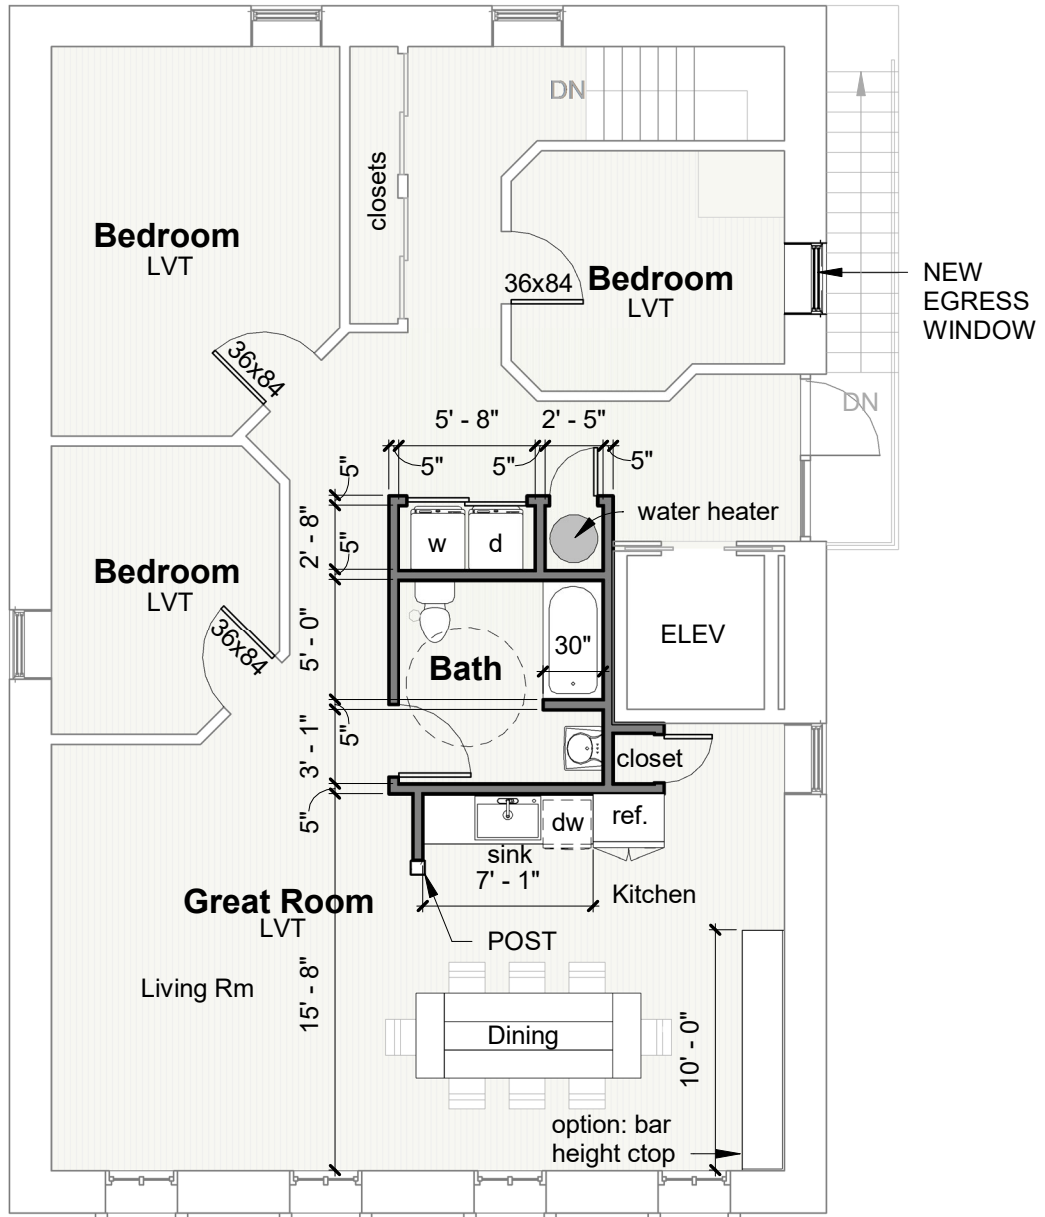 DN
closets
Bedroom
LVT
36x84
Bedroom
LVT
NEW
EGRESS
WINDOW
36x84
DN
5' - 8"
2' - 5"
5"
5"
5"
5"
2' - 8"
5"
water heater
w
d
Bedroom
LVT
36x84
5' - 0"
ELEV
30"
Bath
3' - 1"
5"
closet
5"
dw
ref.
sink
7' - 1"
Kitchen
Great Room
LVT
POST
Living Rm
15' - 8"
Dining
10' - 0"
option: bar
height ctop